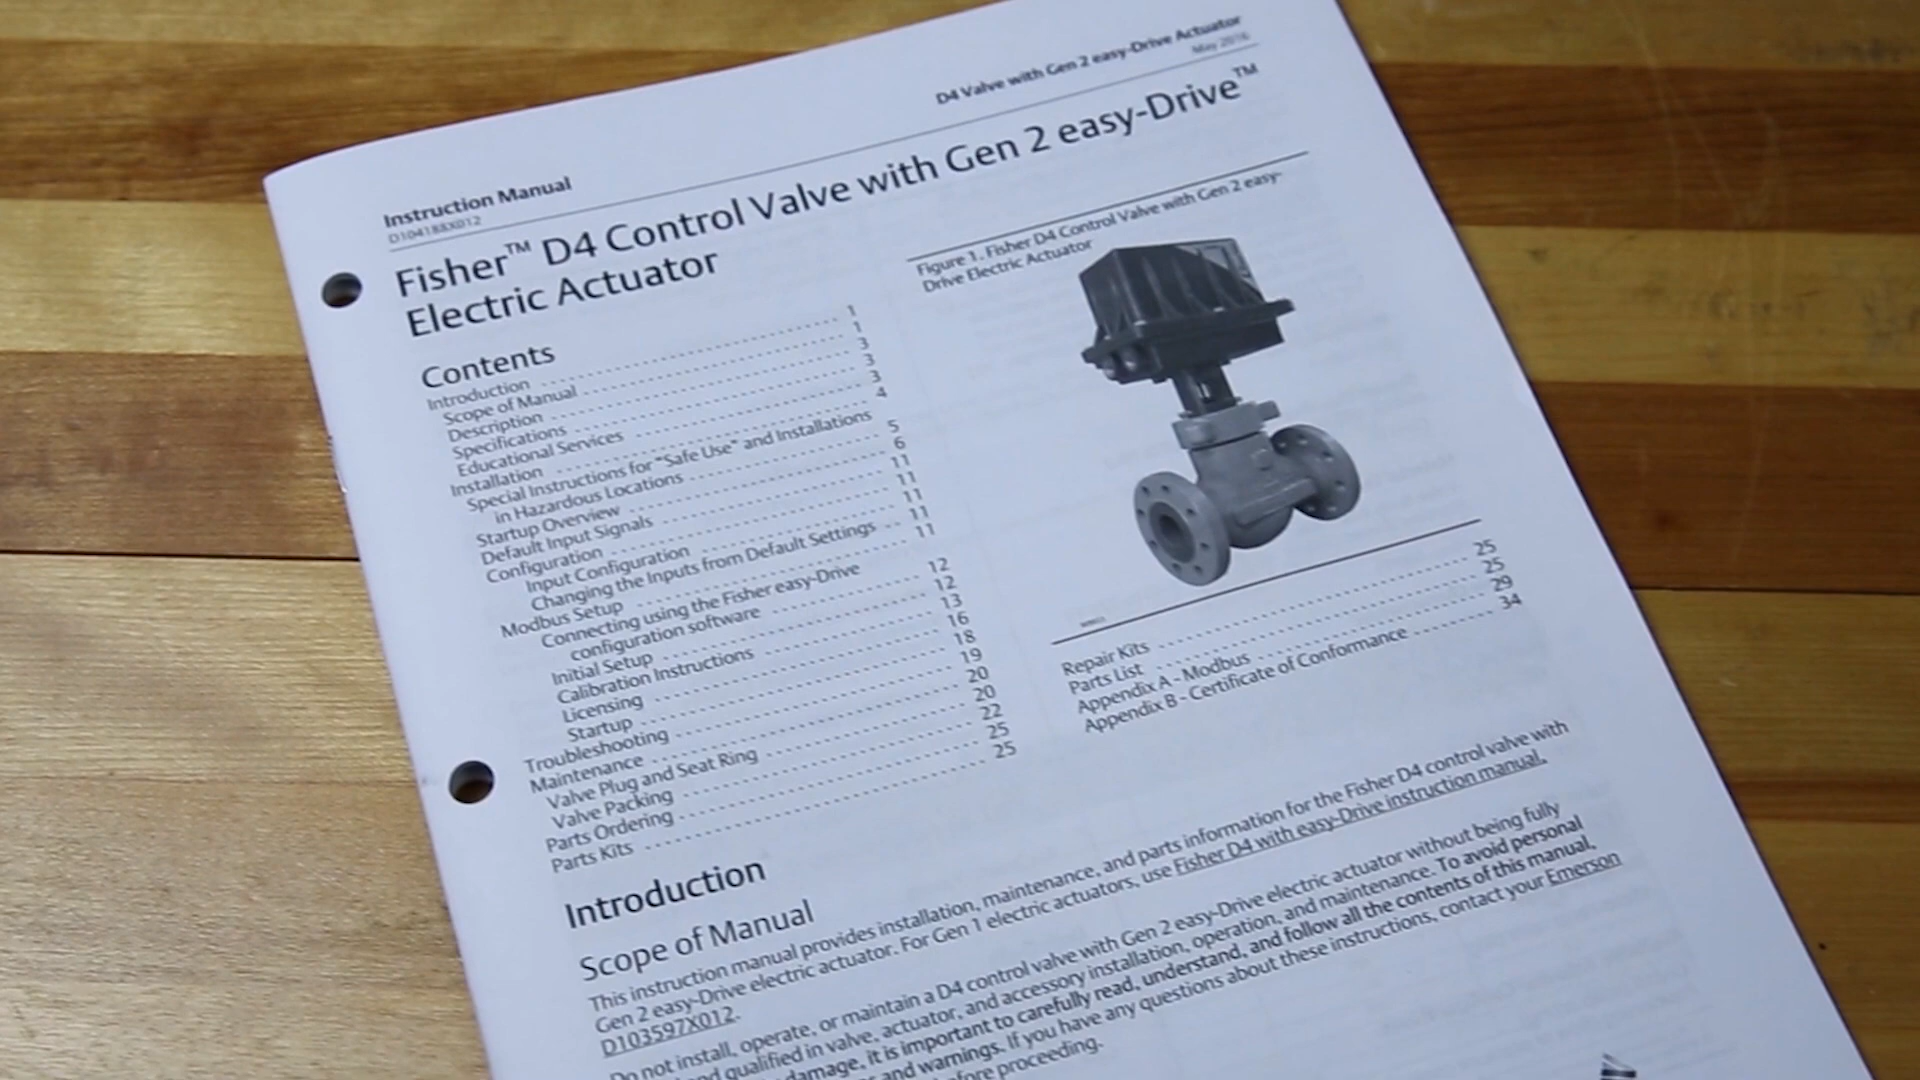 D4 Valve with Gen 2 easy-Drive Actuator
May 2016
Instruction Manual
D104188X012
Fisher™ D4 Control Valve with Gen 2 easy-Drive™
Electric Actuator
Contents
Introduction 1
Scope of Manual 1
Description 3
Specifications 3
Educational Services 3
Installation 4
Special Instructions for "Safe Use" and Installations
in Hazardous Locations 5
Startup Overview 6
Default Input Signals 11
Configuration 11
Input Configuration 11
Changing the Inputs from Default Settings 11
Modbus Setup 11
Connecting using the Fisher easy-Drive
configuration software 12
Initial Setup 12
Calibration Instructions 13
Licensing 16
Startup 18
Troubleshooting 19
Maintenance 20
Valve Plug and Seat Ring 20
Valve Packing 22
Parts Ordering 25
Parts Kits 25
Figure 1. Fisher D4 Control Valve with Gen 2 easy-
Drive Electric Actuator
Repair Kits 25
Parts List 25
Appendix A - Modbus 29
Appendix B - Certificate of Conformance 34
Introduction
Scope of Manual
This instruction manual provides installation, maintenance, and parts information for the Fisher D4 control valve with
Gen 2 easy-Drive electric actuator. For Gen 1 electric actuators, use Fisher D4 with easy-Drive instruction manual,
D103597X012.
Do not install, operate, or maintain a D4 control valve with Gen 2 easy-Drive electric actuator without being fully
and qualified in valve, actuator, and accessory installation, operation, and maintenance. To avoid personal
damage, it is important to carefully read, understand, and follow all the contents of this manual,
and warnings. If you have any questions about these instructions, contact your Emerson
before proceeding.